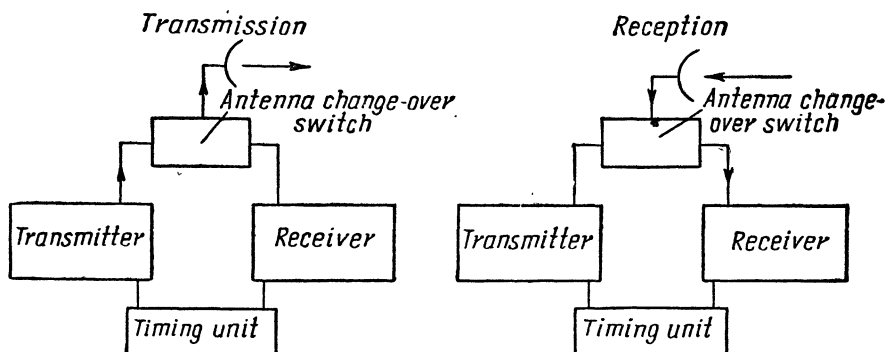 Transmission
Antenna change-over
switch
Transmitter
Receiver
Timing unit
Reception
Antenna change-
over switch
Transmitter
Receiver
Timing unit